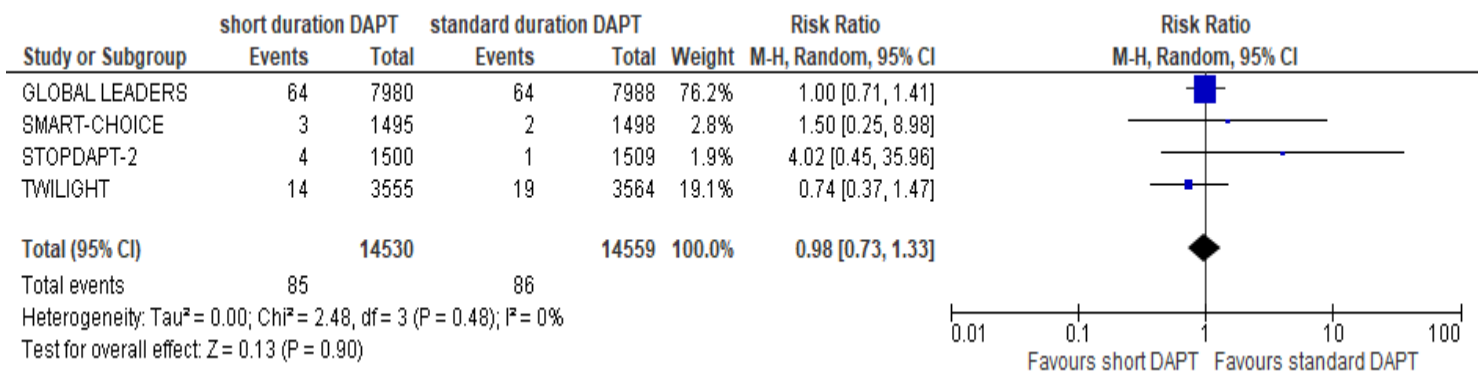 short duration DAPT standard duration DAPT Risk Ratio Risk Ratio
Study or Subgroup Events Total Events Total Weight M-H, Random, 95% CI M-H, Random, 95% CI
GLOBAL LEADERS 64 7980 64 7988 76.2% 1.00 [0.71, 1.41]
SMART-CHOICE 3 1495 2 1498 2.8% 1.50 [0.25, 8.98]
STOPDAPT-2 4 1500 1 1509 1.9% 4.02 [0.45, 35.96]
TWILIGHT 14 3555 19 3564 19.1% 0.74 [0.37, 1.47]
Total (95% CI) 14530 14559 100.0% 0.98 [0.73, 1.33]
Total events 85 86
Heterogeneity: Tau² = 0.00; Chi² = 2.48, df = 3 (P = 0.48); I² = 0%
Test for overall effect: Z = 0.13 (P = 0.90)
0.01 0.1 1 10 100
Favours short DAPT Favours standard DAPT